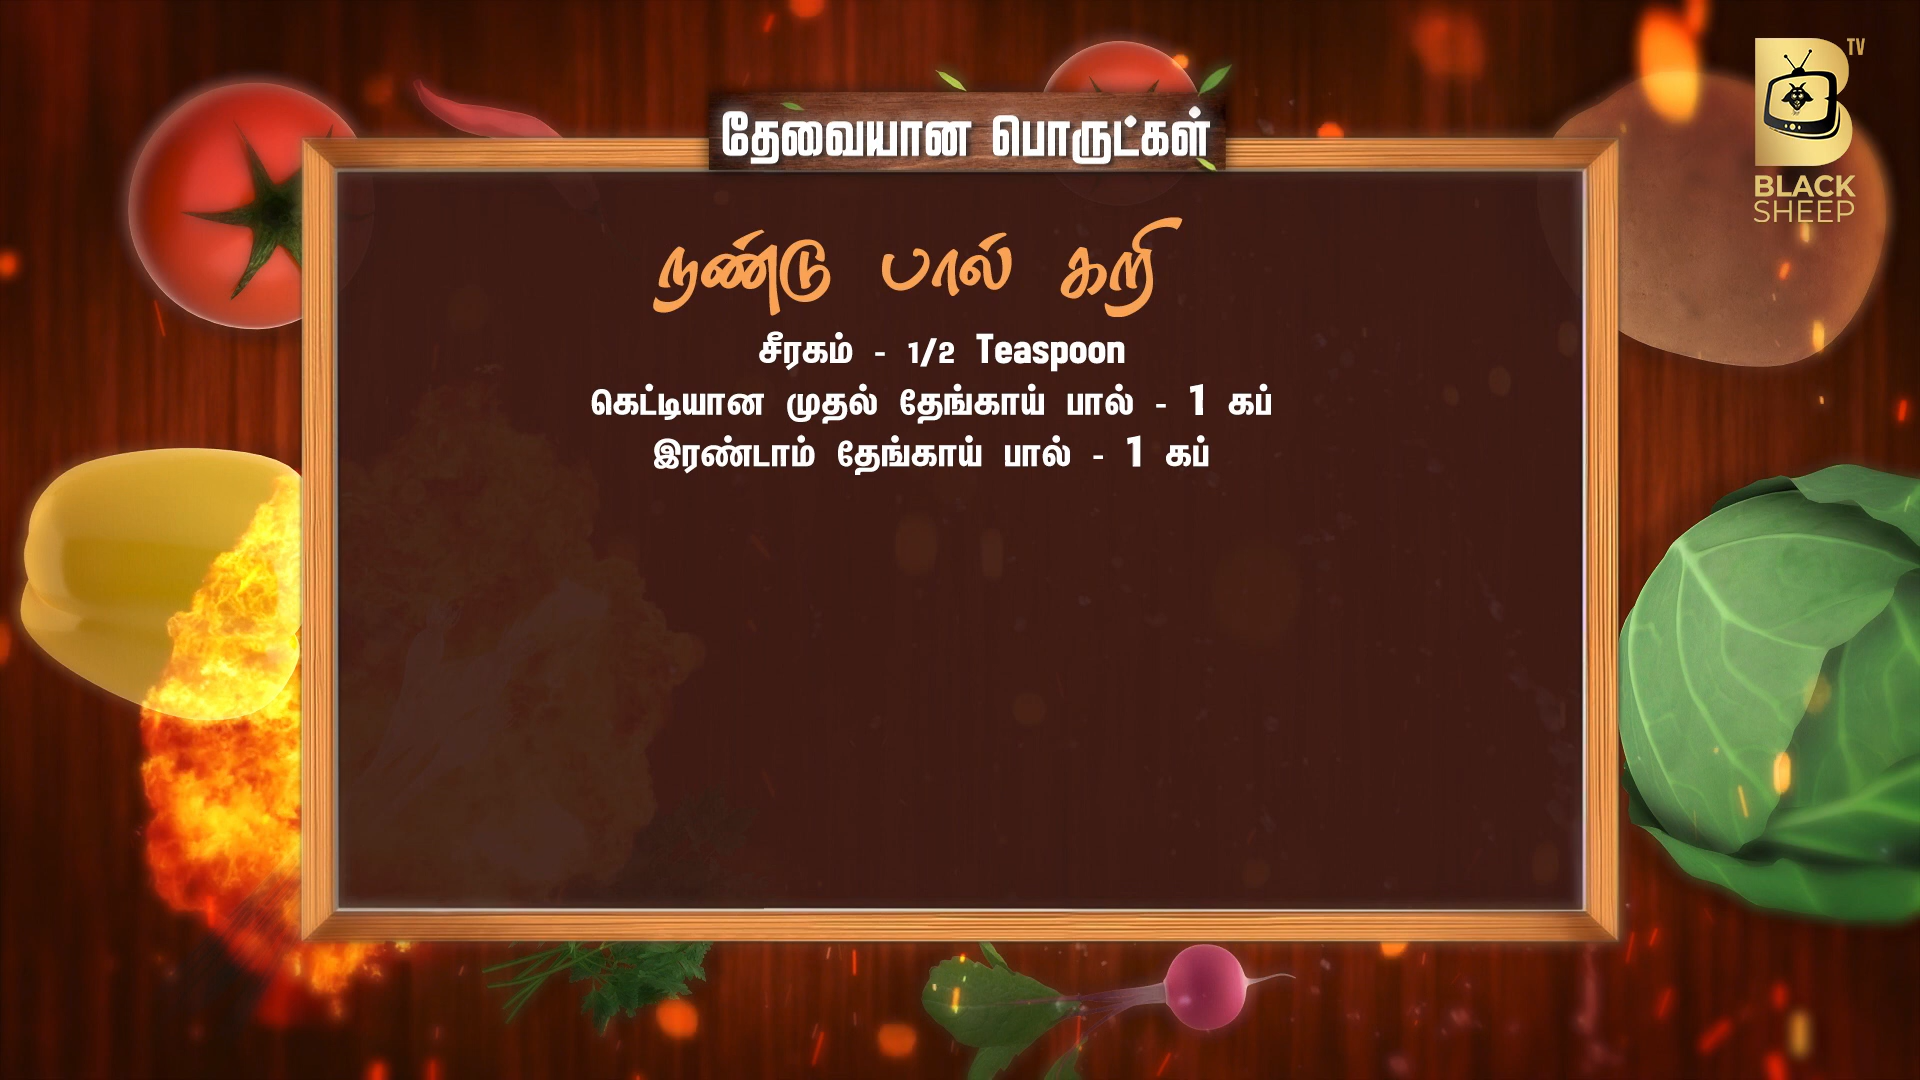 TV
BLACK
SHEEP
தேவையான பொருட்கள்
நண்டு பால் கறி
சீரகம் - 1/2 Teaspoon
கெட்டியான முதல் தேங்காய் பால் - 1 கப்
இரண்டாம் தேங்காய் பால் - 1 கப்